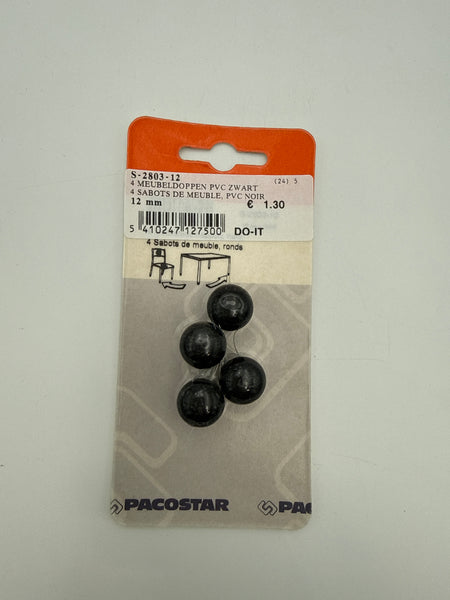 S-2803-12
(24) 5
4 MEUBELDOPPEN PVC ZWART
4 SABOTS DE MEUBLE, PVC NOIR
12 mm € 1.30
5 410247 127500 DO-IT
4 Sabots de meuble, ronds
PACOSTAR PACOSTAR